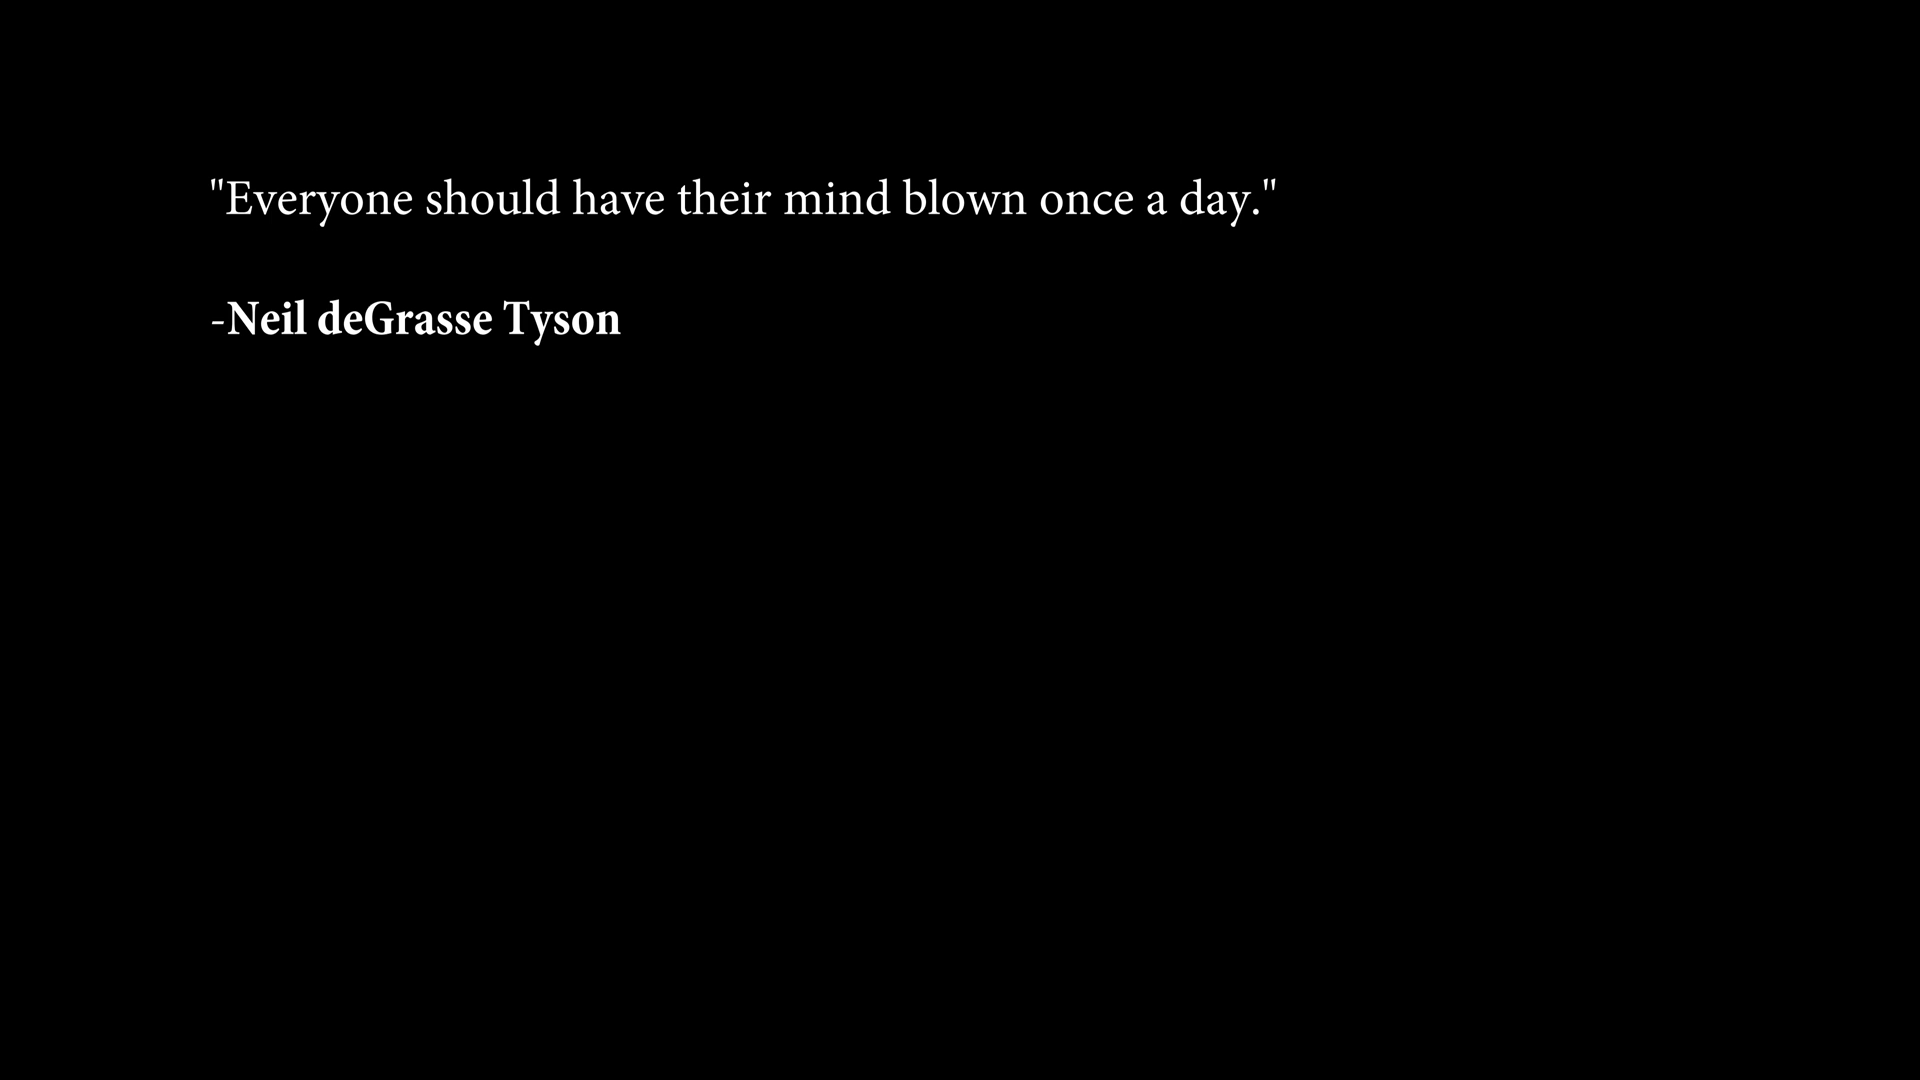 "Everyone should have their mind blown once a day."
-Neil deGrasse Tyson